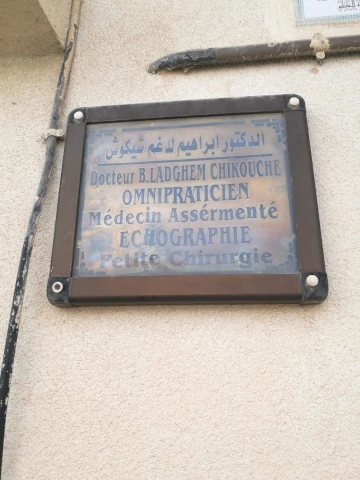 الدكتور ابراهيم لدغم شيكوش
Docteur B.LADGHEM CHIKOUCHE
OMNIPRATICIEN
Médecin Assérmenté
ECHOGRAPHIE
Petite Chirurgie